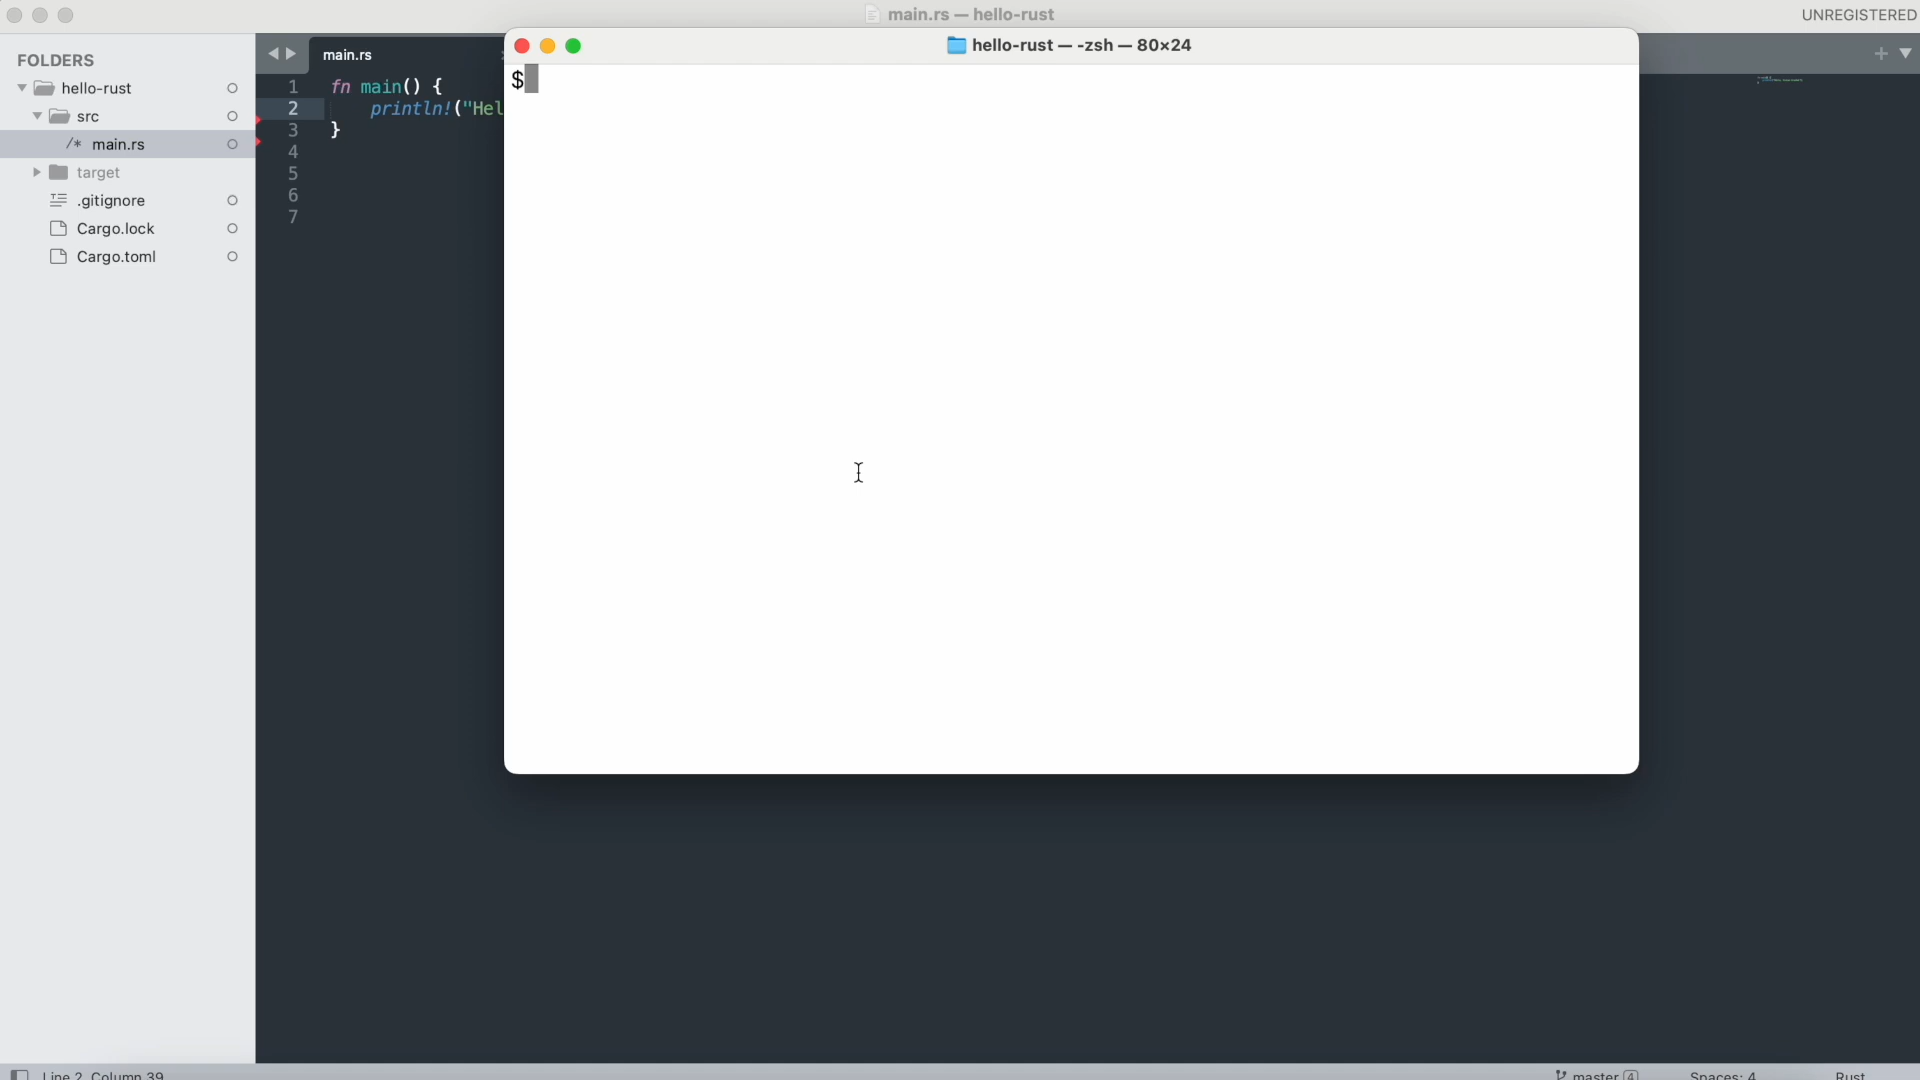 main.rs — hello-rust
UNREGISTERED
FOLDERS
hello-rust
src
/* main.rs
target
.gitignore
Cargo.lock
Cargo.toml
main.rs
1 fn main() {
2 println!("Hel
3 }
4
5
6
7
hello-rust — -zsh — 80×24
$
Line 2, Column 39
master 4
Spaces: 4
Rust